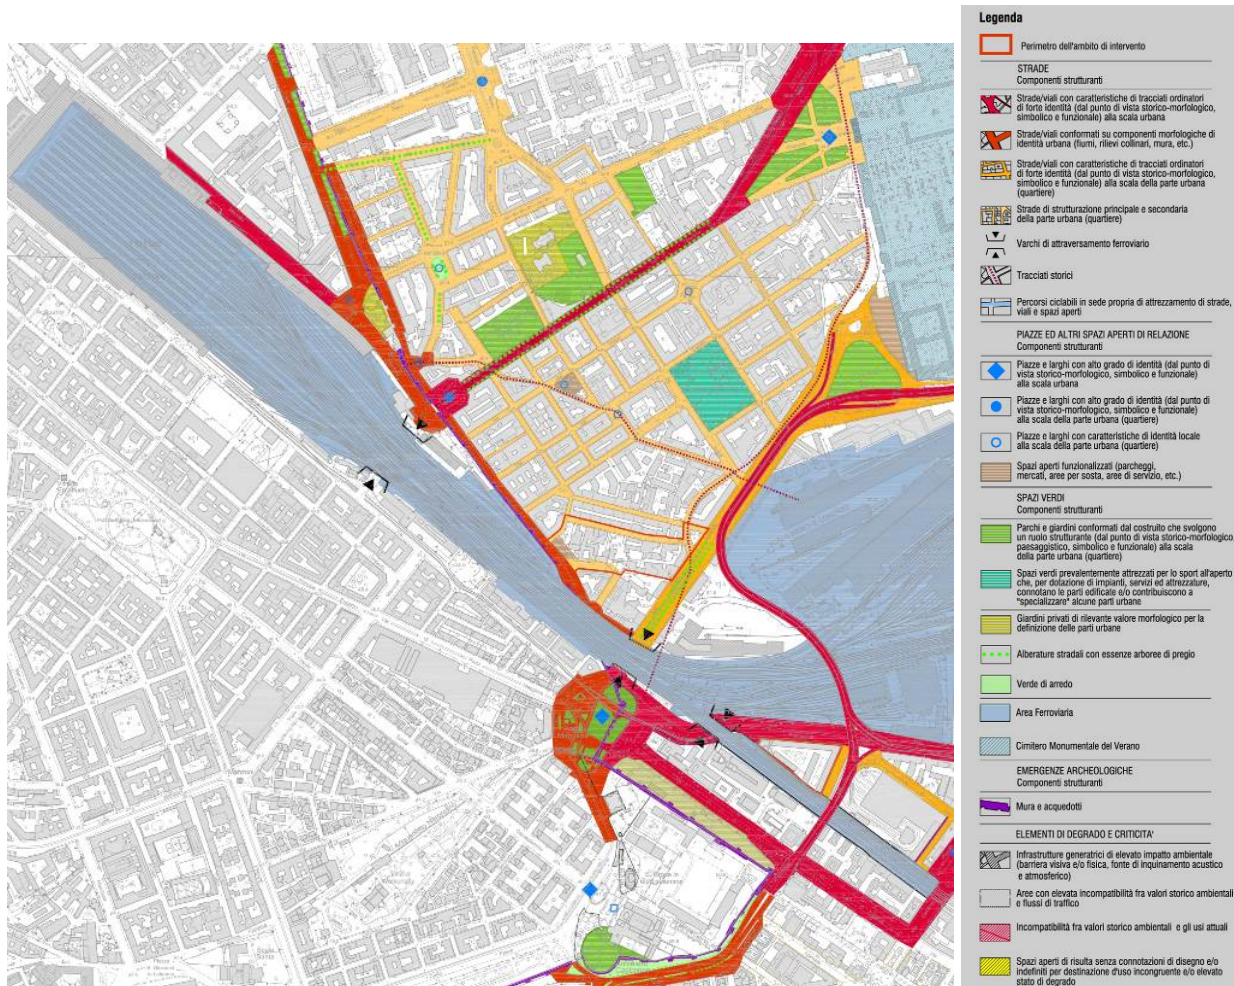 Legenda
Perimetro dell'ambito di intervento
STRADE
Componenti strutturanti
Strade/viali con caratteristiche di tracciati ordinatori
di forte identità (dal punto di vista storico-morfologico,
simbolico e funzionale) alla scala urbana
Strade/viali conformati su componenti morfologiche di
identità urbana (fiumi, rilievi collinari, mura, etc.)
Strade/viali con caratteristiche di tracciati ordinatori
di forte identità (dal punto di vista storico-morfologico,
simbolico e funzionale) alla scala della parte urbana
(quartiere)
Strade di strutturazione principale e secondaria
della parte urbana (quartiere)
Varchi di attraversamento ferroviario
Tracciati storici
Percorsi ciclabili in sede propria di attrezzamento di strade,
viali e spazi aperti
PIAZZE ED ALTRI SPAZI APERTI DI RELAZIONE
Componenti strutturanti
Piazze e larghi con alto grado di identità (dal punto di
vista storico-morfologico, simbolico e funzionale)
alla scala urbana
Piazze e larghi con alto grado di identità (dal punto di
vista storico-morfologico, simbolico e funzionale)
alla scala della parte urbana (quartiere)
Piazze e larghi con caratteristiche di identità locale
alla scala della parte urbana (quartiere)
Spazi aperti funzionalizzati (parcheggi,
mercati, aree per sosta, aree di servizio, etc.)
SPAZI VERDI
Componenti strutturanti
Parchi e giardini conformati dal costruito che svolgono
un ruolo strutturante (dal punto di vista storico-morfologico,
paesaggistico, simbolico e funzionale) alla scala
della parte urbana (quartiere)
Spazi verdi prevalentemente attrezzati per lo sport all'aperto
che, per dotazione di impianti, servizi ed attrezzature,
connotano le parti edificate e/o contribuiscono a
"specializzare" alcune parti urbane
Giardini privati di rilevante valore morfologico per la
definizione delle parti urbane
Alberature stradali con essenze arboree di pregio
Verde di arredo
Area Ferroviaria
Cimitero Monumentale del Verano
EMERGENZE ARCHEOLOGICHE
Componenti strutturanti
Mura e acquedotti
ELEMENTI DI DEGRADO E CRITICITA'
Infrastrutture generatrici di elevato impatto ambientale
(barriera visiva e/o fisica, fonte di inquinamento acustico
e atmosferico)
Aree con elevata incompatibilità fra valori storico ambientali
e flussi di traffico
Incompatibilità fra valori storico ambientali e gli usi attuali
Spazi aperti di risulta senza connotazioni di disegno e/o
indefiniti per destinazione d'uso incongruente e/o elevato
stato di degrado